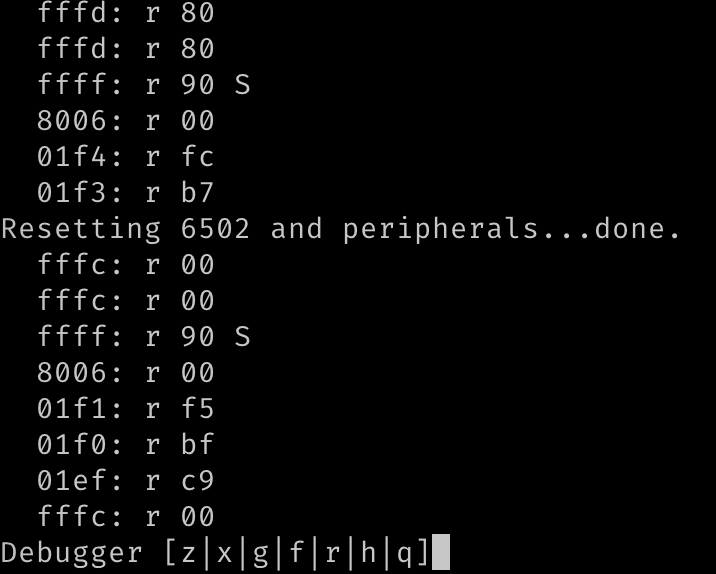 fffd: r 80
fffd: r 80
ffff: r 90 S
8006: r 00
01f4: r fc
01f3: r b7
Resetting 6502 and peripherals...done.
fffc: r 00
fffc: r 00
ffff: r 90 S
8006: r 00
01f1: r f5
01f0: r bf
01ef: r c9
fffc: r 00
Debugger [z|x|g|f|r|h|q]